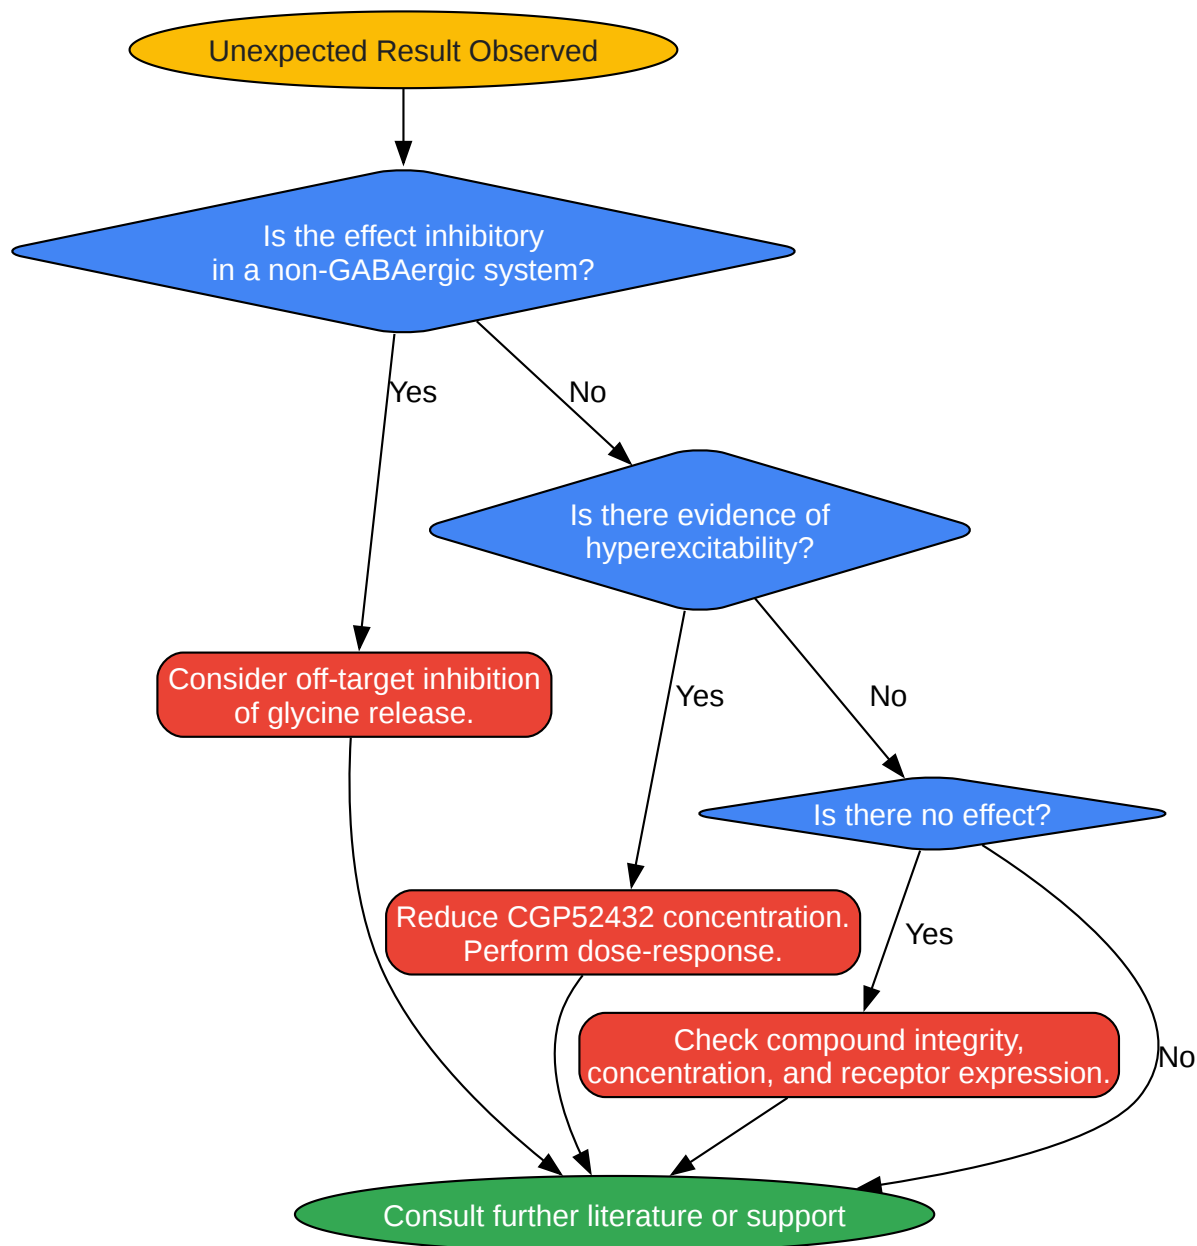 Unexpected Result Observed
Is the effect inhibitory
in a non-GABAergic system?
Yes
No
Is there evidence of
hyperexcitability?
Consider off-target inhibition
of glycine release.
Yes
No
Is there no effect?
Reduce CGP52432 concentration.
Perform dose-response.
Yes
Check compound integrity,
concentration, and receptor expression.
No
Consult further literature or support